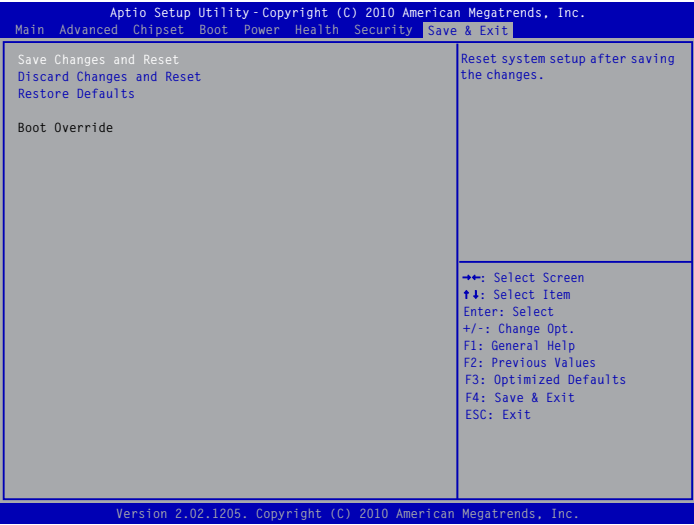 Aptio Setup Utility - Copyright (C) 2010 American Megatrends, Inc.
Main Advanced Chipset Boot Power Health Security Save & Exit
Save Changes and Reset
Discard Changes and Reset
Restore Defaults
Boot Override
Reset system setup after saving
the changes.
→←: Select Screen
↑↓: Select Item
Enter: Select
+/-: Change Opt.
F1: General Help
F2: Previous Values
F3: Optimized Defaults
F4: Save & Exit
ESC: Exit
Version 2.02.1205. Copyright (C) 2010 American Megatrends, Inc.